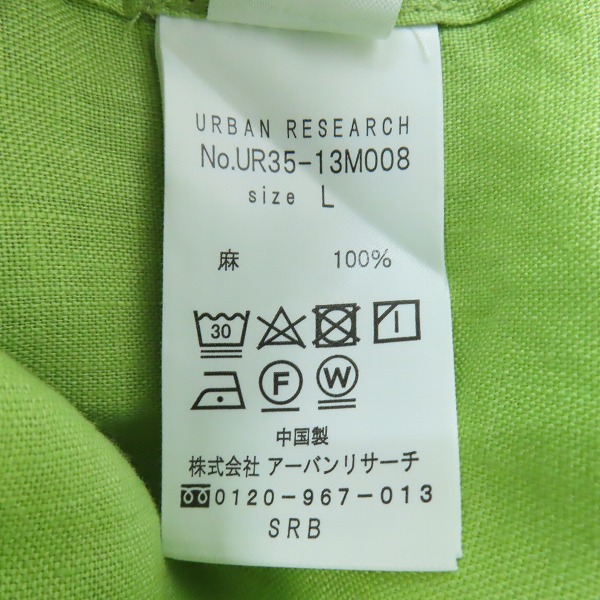 URBAN RESEARCH
No.UR35-13M008
size L
麻 100%
30
F W
中国製
株式会社 アーバンリサーチ
0120-967-013
SRB